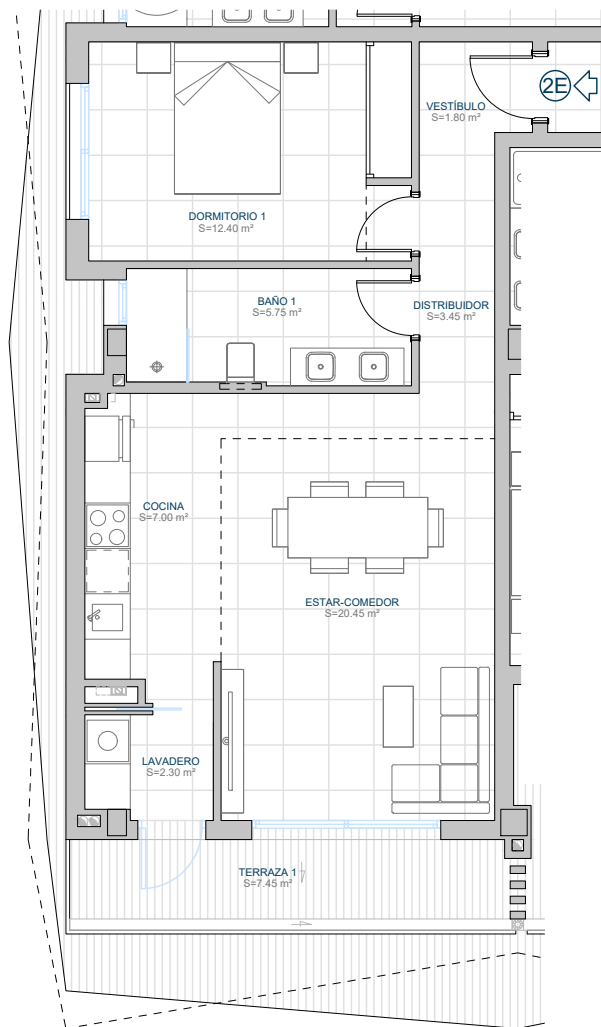 2E
VESTÍBULO
S=1.80 m²
DORMITORIO 1
S=12.40 m²
BAÑO 1
S=5.75 m²
DISTRIBUIDOR
S=3.45 m²
COCINA
S=7.00 m²
ESTAR-COMEDOR
S=20.45 m²
LAVADERO
S=2.30 m²
TERRAZA 1
S=7.45 m²